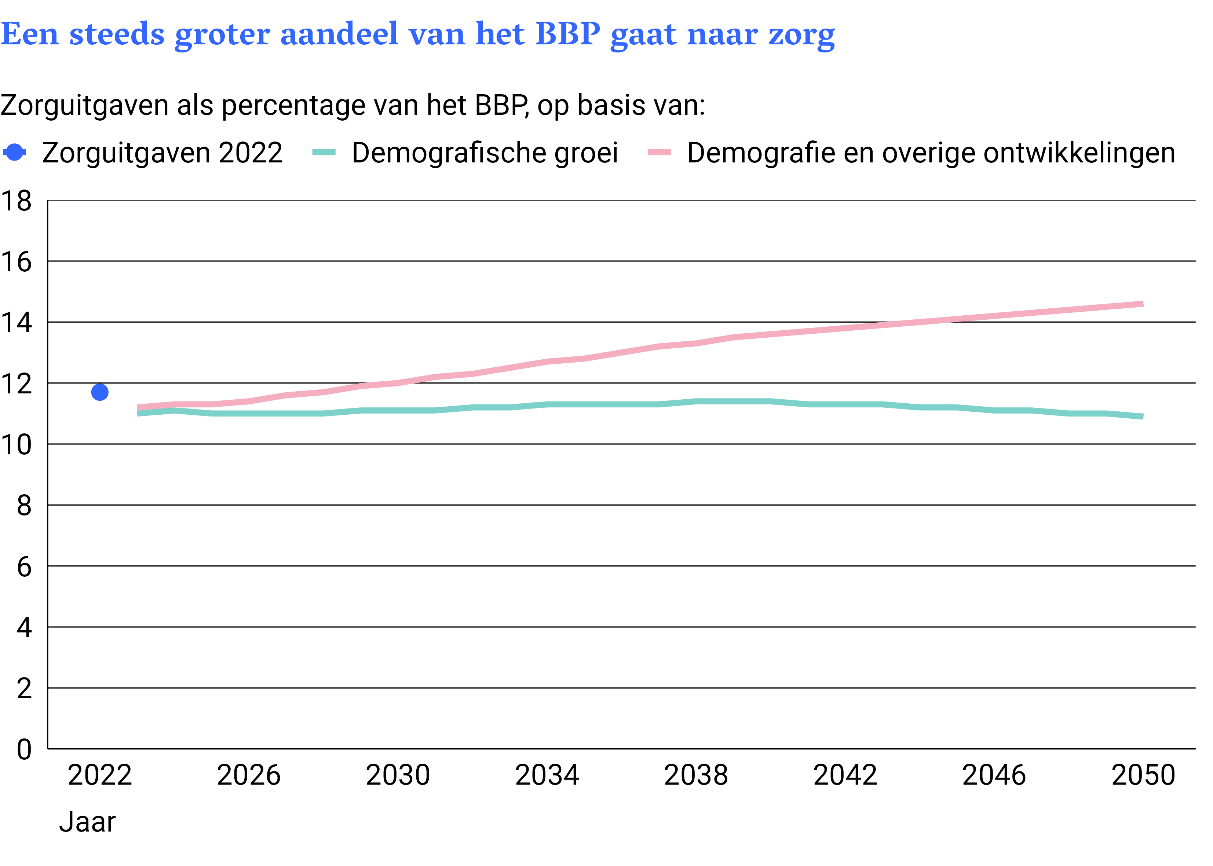 Een steeds groter aandeel van het BBP gaat naar zorg
Zorguitgaven als percentage van het BBP, op basis van:
Zorguitgaven 2022 Demografische groei Demografie en overige ontwikkelingen
18
16
14
12
10
8
6
4
2
0
2022 2026 2030 2034 2038 2042 2046 2050
Jaar